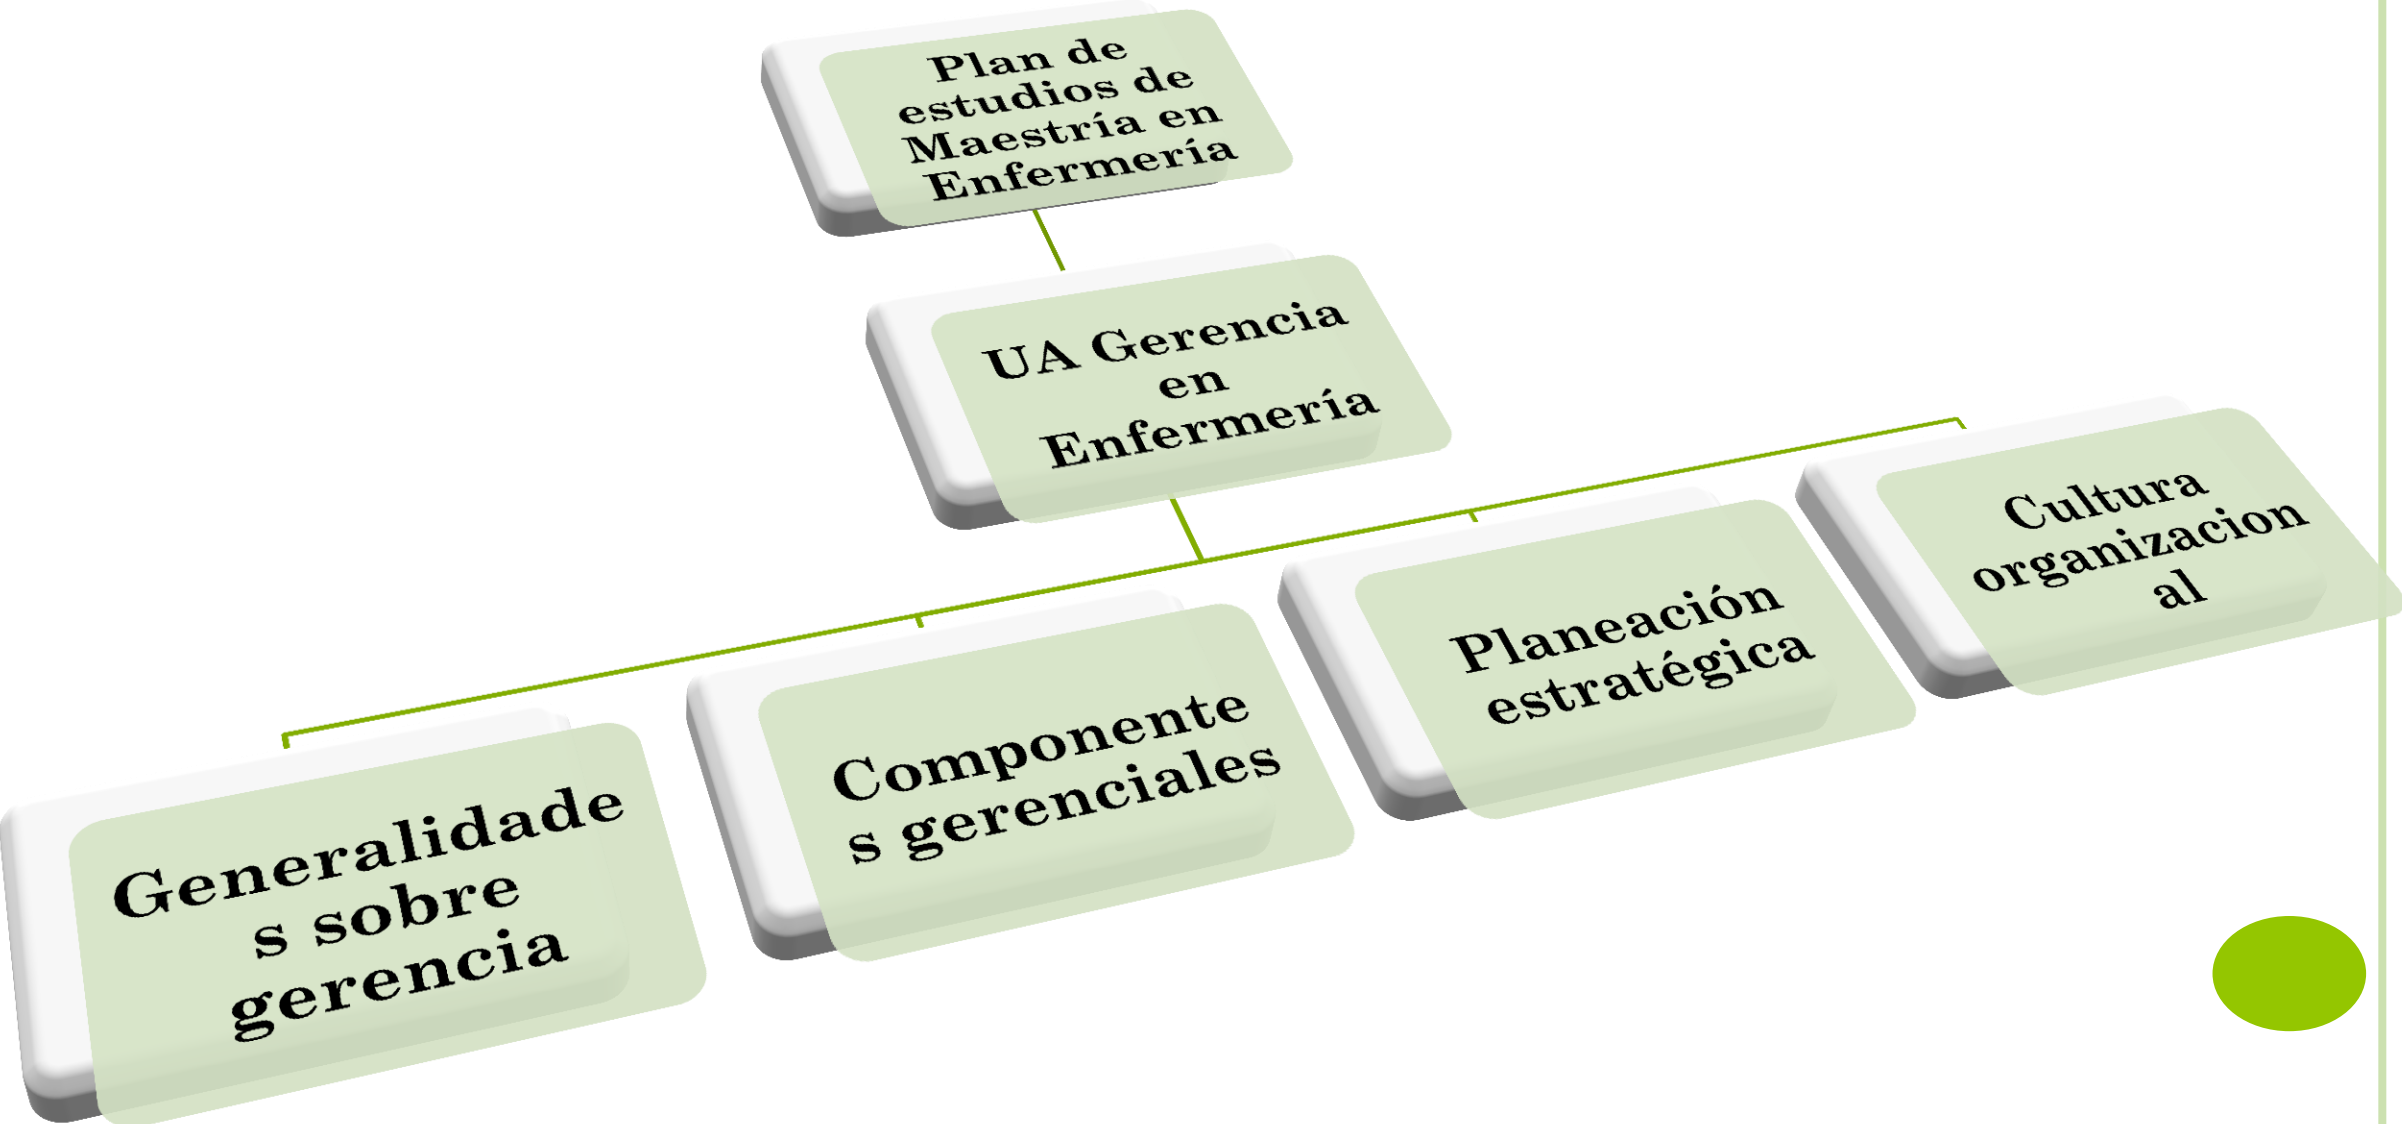 Plan de
estudios de
Maestría en
Enfermería
UA Gerencia
en
Enfermería
Generalidade
s sobre
gerencia
Componente
s gerenciales
Planeación
estratégica
Cultura
organizacion
al